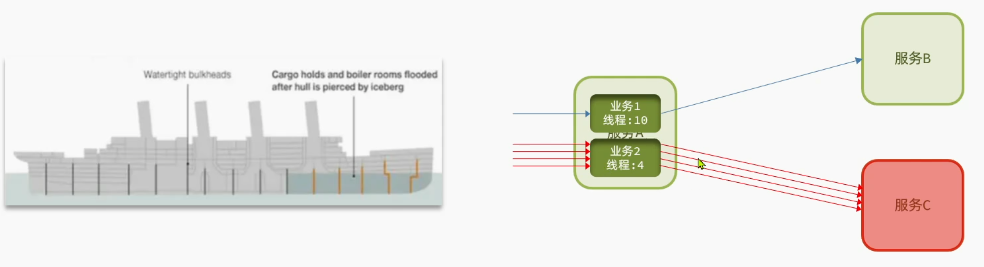 Watertight bulkheads
Cargo holds and boiler rooms flooded
after hull is pierced by iceberg
业务1
线程:10
服务A
业务2
线程:4
服务B
服务C